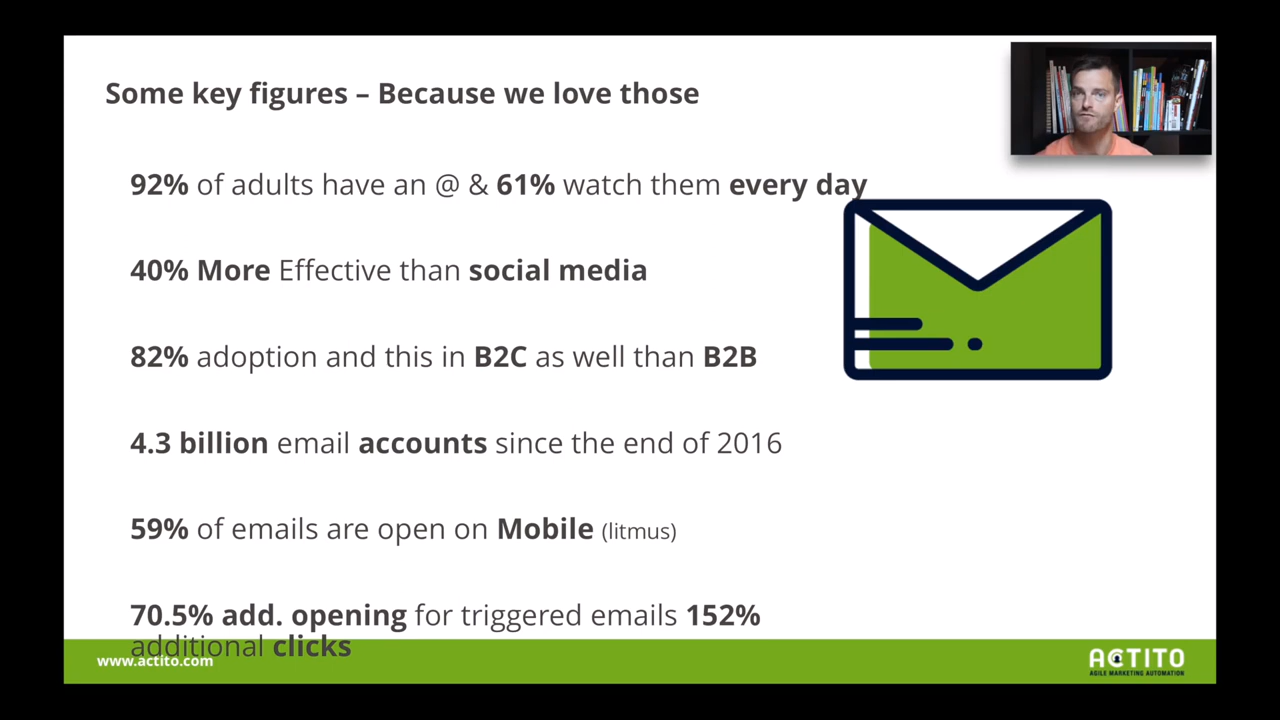 Some key figures – Because we love those
92% of adults have an @ & 61% watch them every day
40% More Effective than social media
82% adoption and this in B2C as well than B2B
4.3 billion email accounts since the end of 2016
59% of emails are open on Mobile (litmus)
70.5% add. opening for triggered emails 152%
additional clicks
www.actito.com
ACTITO
AGILE MARKETING AUTOMATION